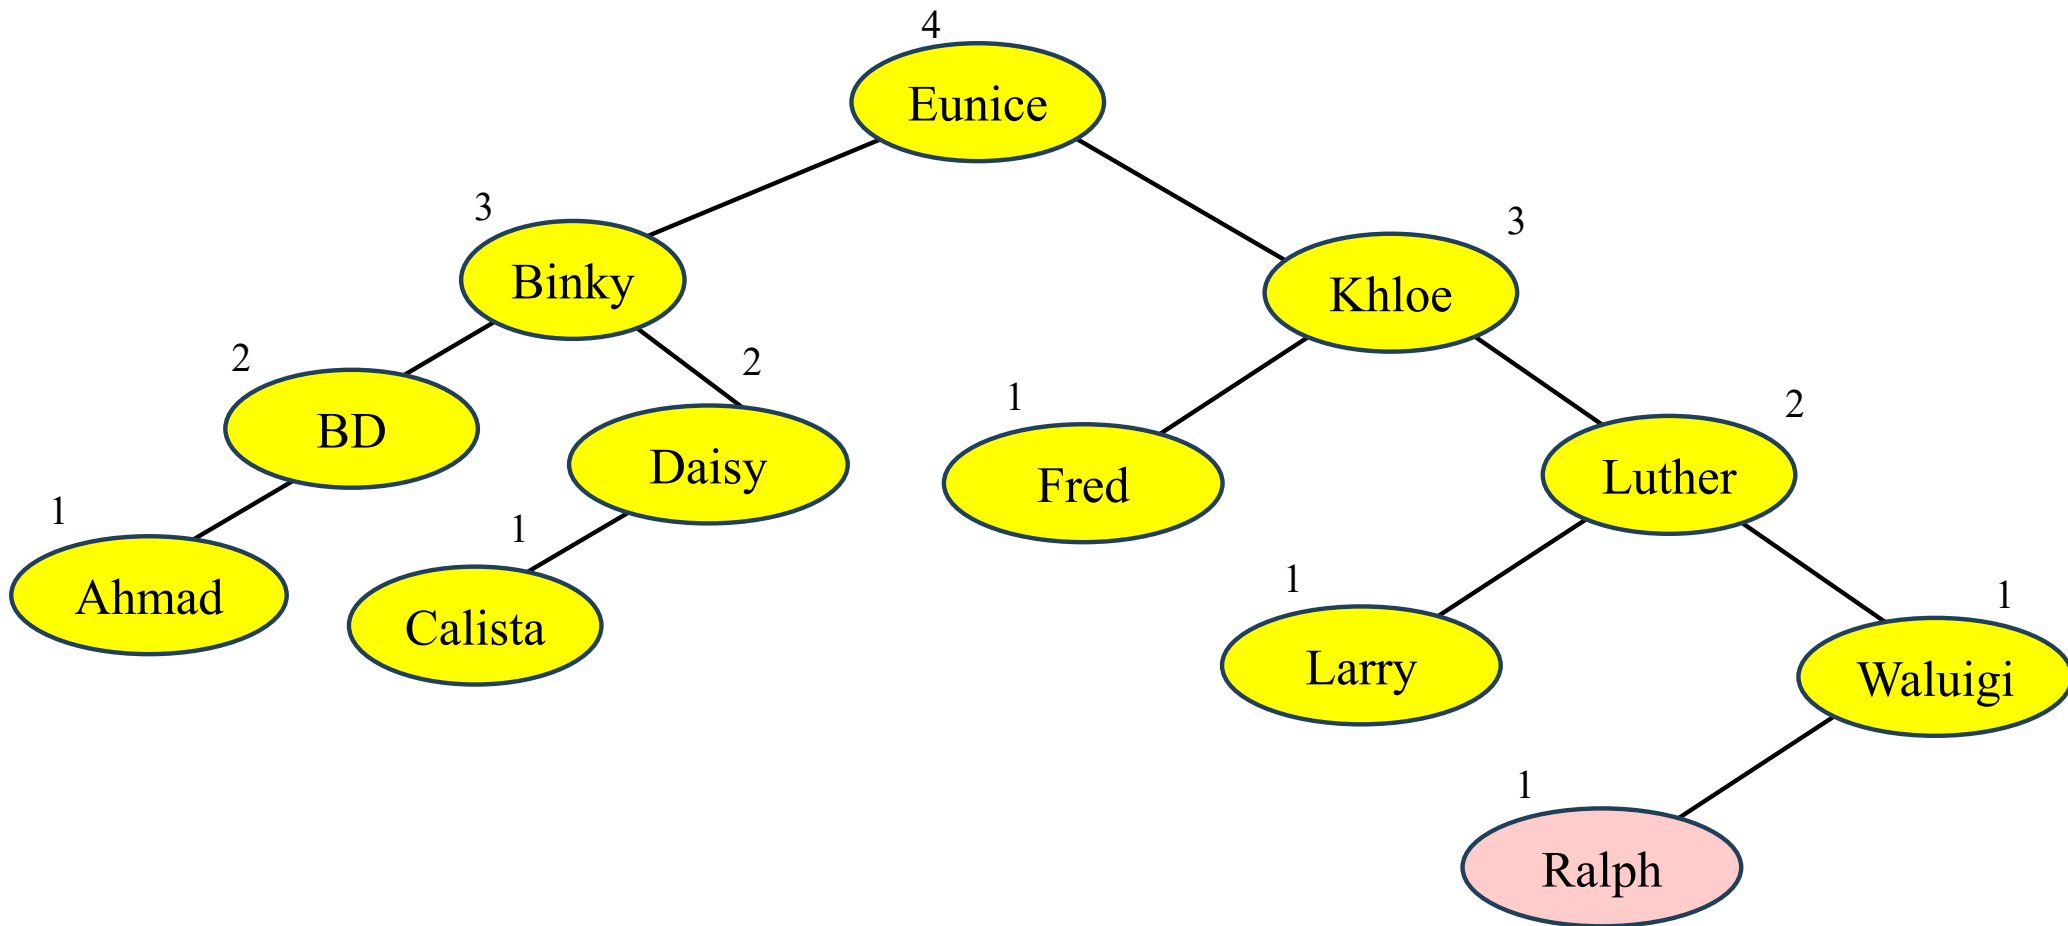 4
Eunice
3
Binky
3
Khloe
2
BD
2
Daisy
1
Fred
2
Luther
1
Ahmad
1
Calista
1
Larry
1
Waluigi
1
Ralph